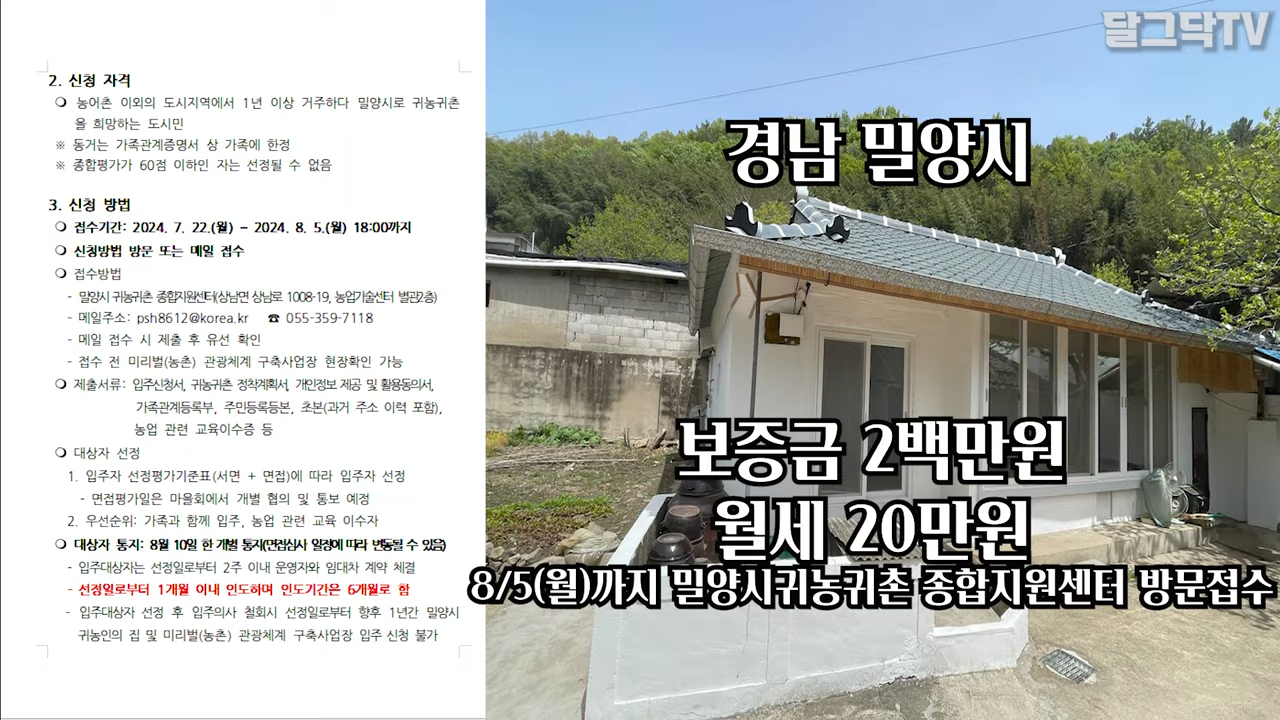 2. 신청 자격
❍ 농어촌 이외의 도시지역에서 1년 이상 거주하다 밀양시로 귀농귀촌
을 희망하는 도시민
※ 동거는 가족관계증명서 상 가족에 한정
※ 종합평가가 60점 이하인 자는 선정될 수 없음
3. 신청 방법
❍ 접수기간: 2024. 7. 22.(월) ~ 2024. 8. 5.(월) 18:00까지
❍ 신청방법 방문 또는 메일 접수
❍ 접수방법
- 밀양시 귀농귀촌 종합지원센터(상남면 상남로 1008-19, 농업기술센터 별관2층)
- 메일주소: psh8612@korea.kr ☎ 055-359-7118
- 메일 접수 시 제출 후 유선 확인
- 접수 전 미리벌(농촌) 관광체계 구축사업장 현장확인 가능
❍ 제출서류: 입주신청서, 귀농귀촌 정착계획서, 개인정보 제공 및 활용동의서,
가족관계등록부, 주민등록등본, 초본(과거 주소 이력 포함),
농업 관련 교육이수증 등
❍ 대상자 선정
1. 입주자 선정평가기준표(서면 + 면접)에 따라 입주자 선정
- 면접평가일은 마을회에서 개별 협의 및 통보 예정
2. 우선순위: 가족과 함께 입주, 농업 관련 교육 이수자
❍ 대상자 통지: 8월 10일 한 개별 통지(면접심사 일정에 따라 변동될 수 있음)
- 입주대상자는 선정일로부터 2주 이내 운영자와 임대차 계약 체결
- 선정일로부터 1개월 이내 인도하며 인도기간은 6개월로 함
- 입주대상자 선정 후 입주의사 철회시 선정일로부터 향후 1년간 밀양시
귀농인의 집 및 미리벌(농촌) 관광체계 구축사업장 입주 신청 불가
달그닥TV
경남 밀양시
보증금 2백만원
월세 20만원
8/5(월)까지 밀양시귀농귀촌 종합지원센터 방문접수